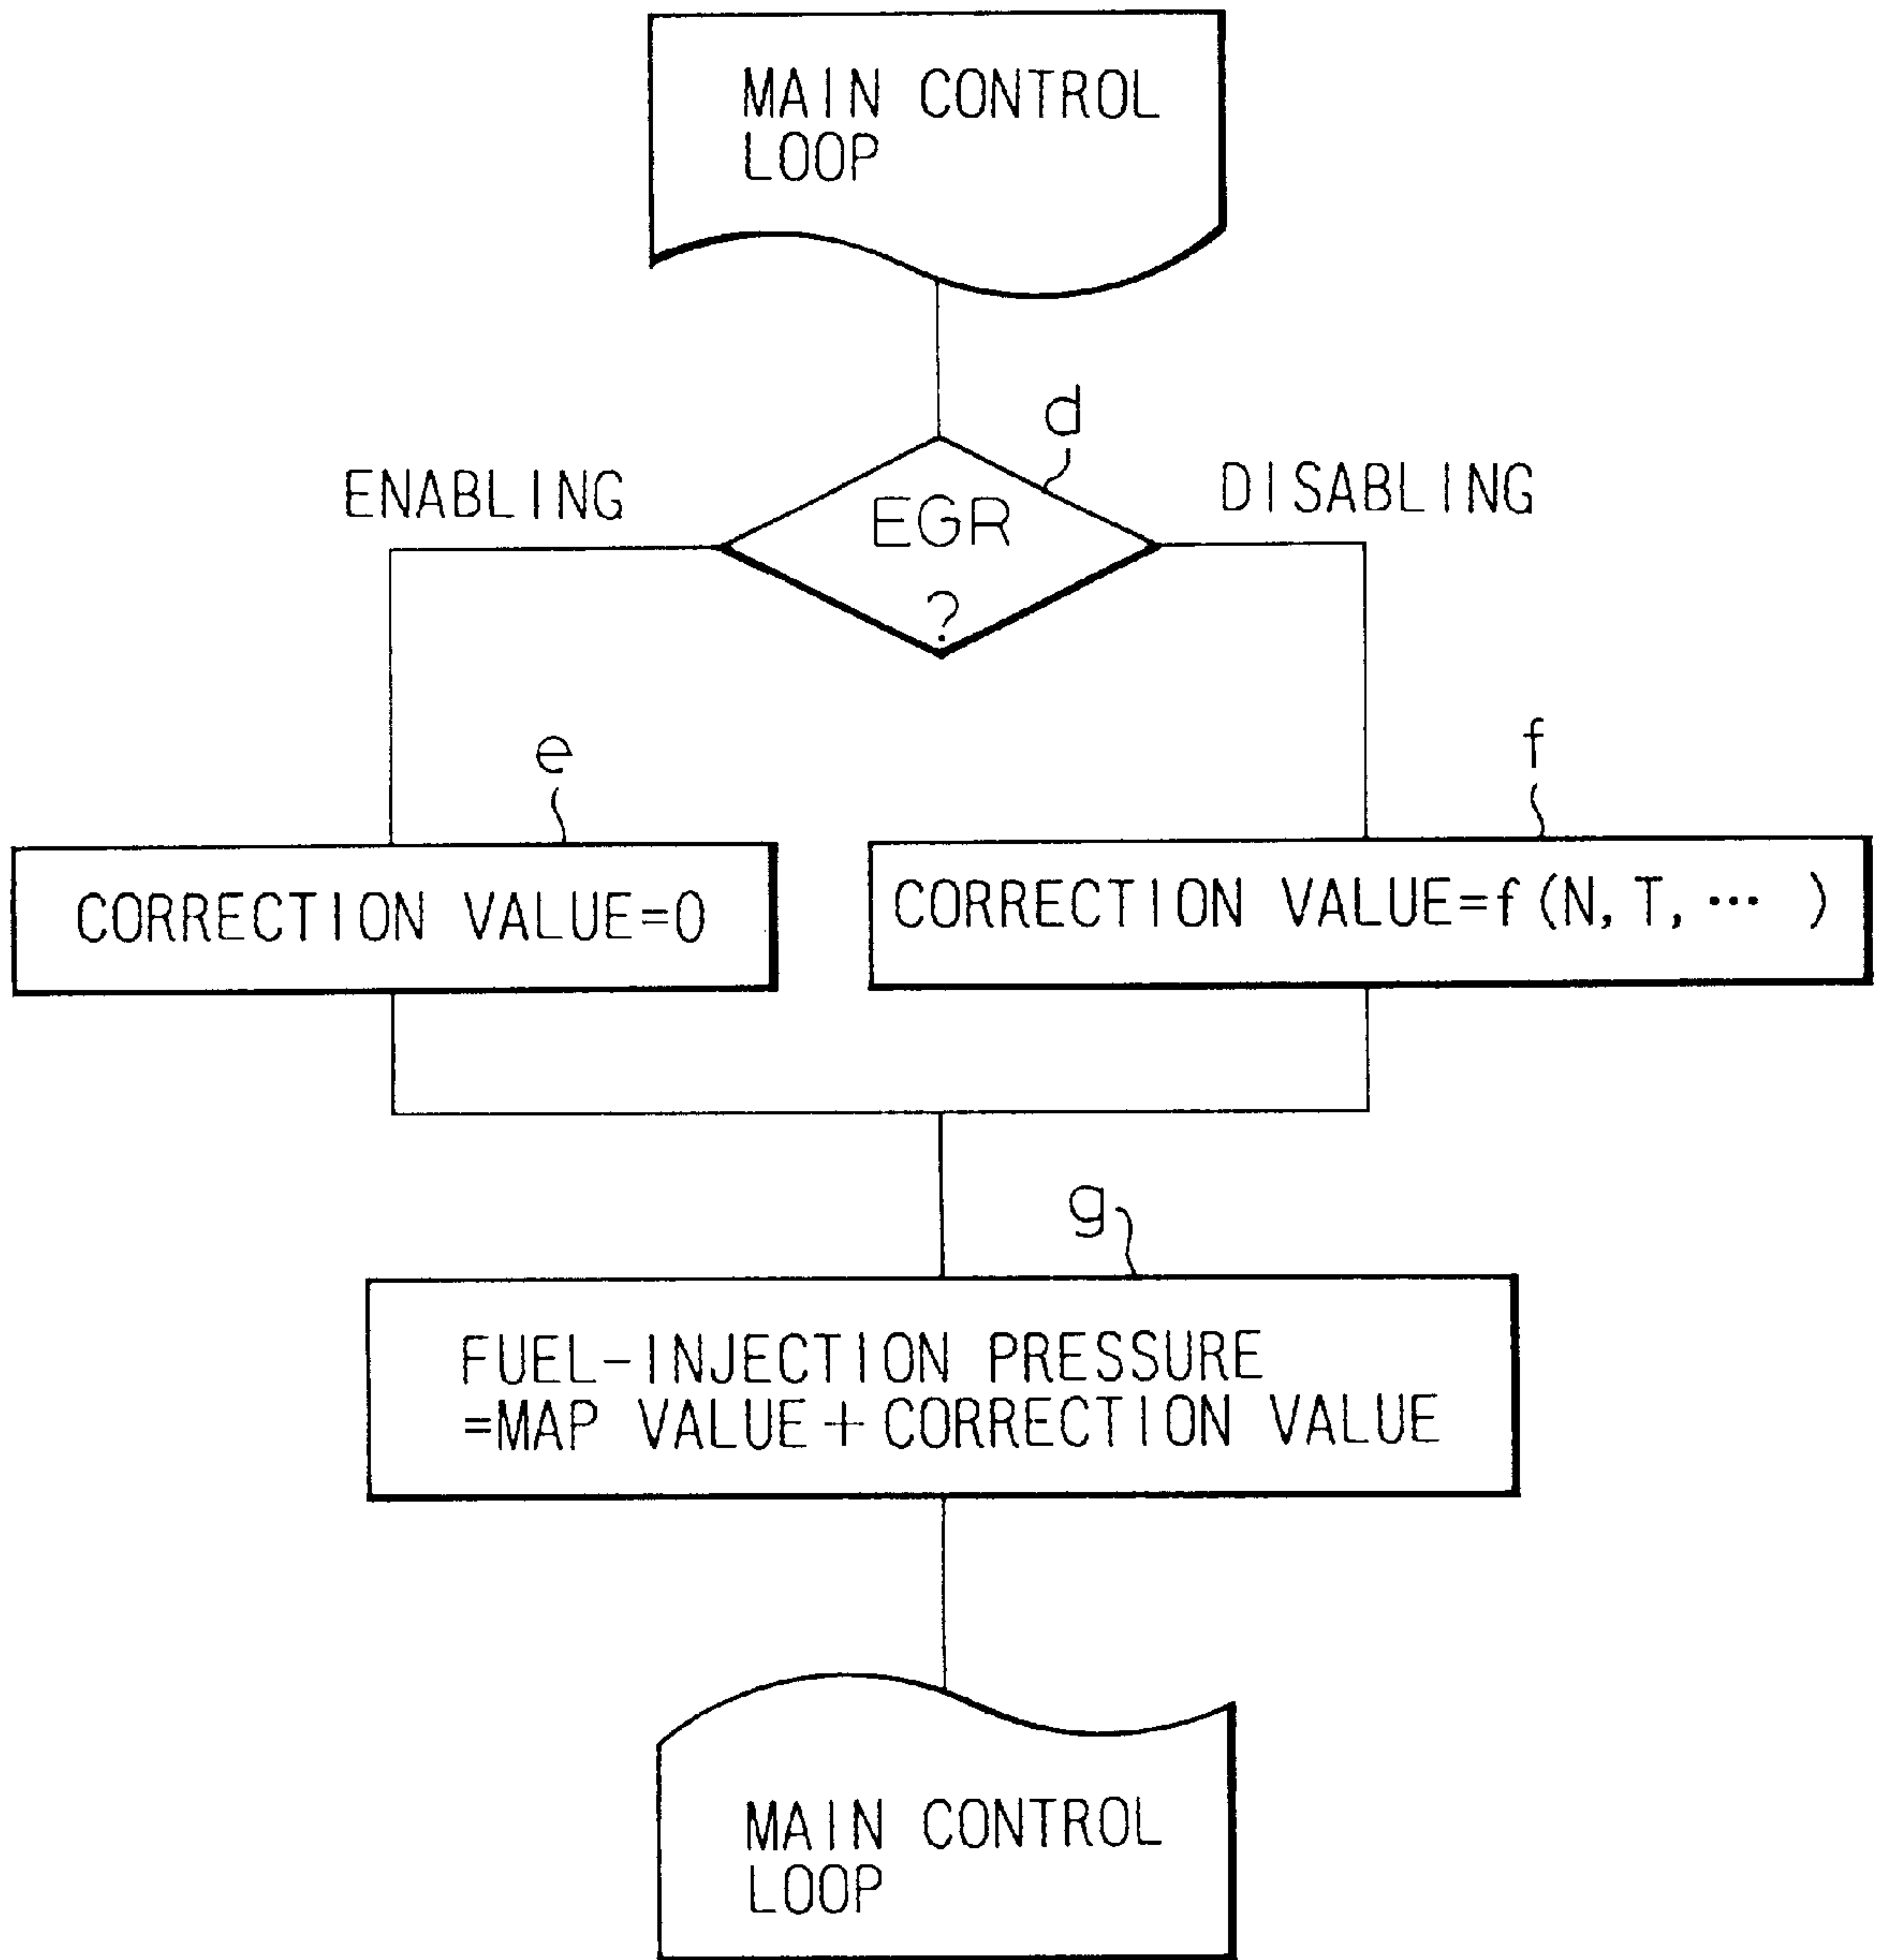 MAIN CONTROL
LOOP
d
ENABLING
EGR
DISABLING
?
e
f
CORRECTION VALUE=0
CORRECTION VALUE=f(N,T,… )
g
FUEL-INJECTION PRESSURE
=MAP VALUE+CORRECTION VALUE
MAIN CONTROL
LOOP